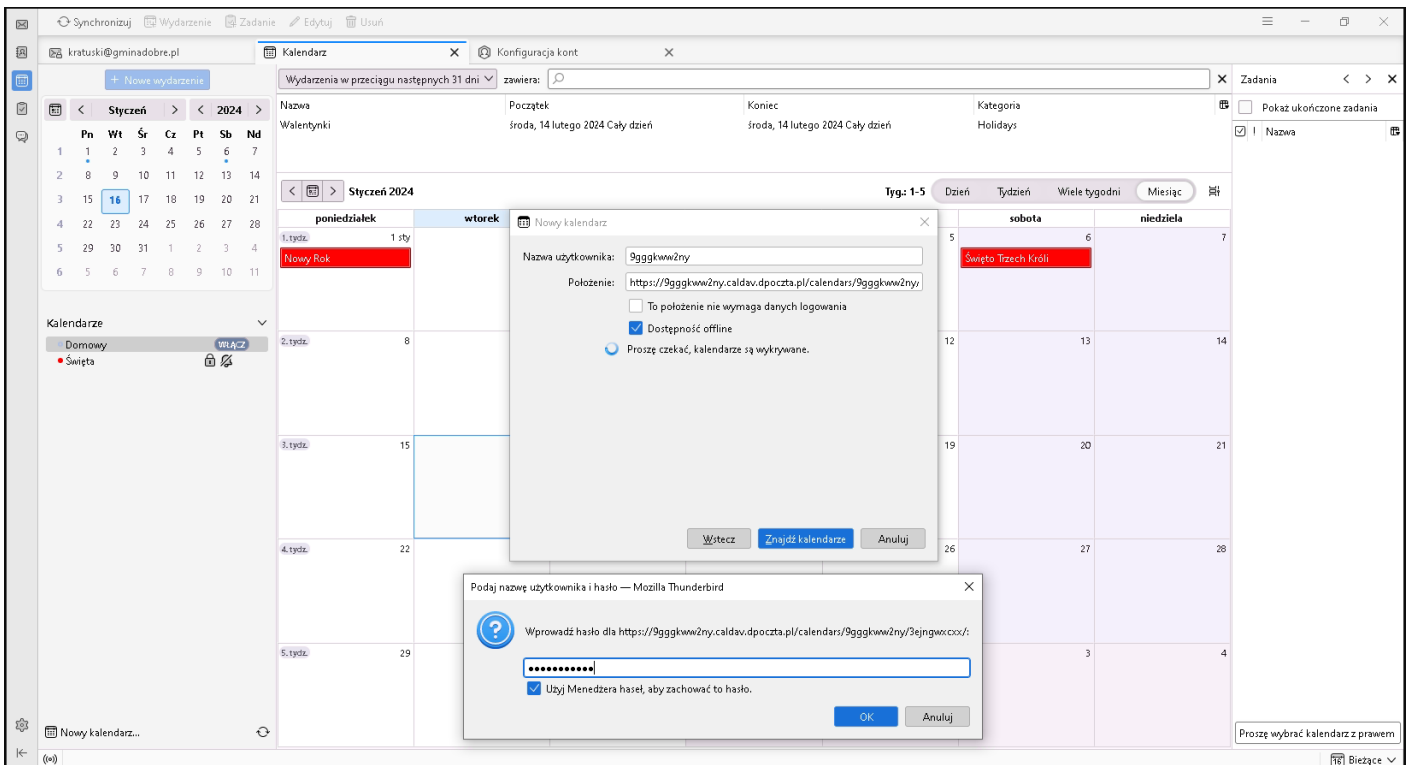 Synchronizuj Wydarzenie Zadanie Edytuj Usuń
kratuski@gminadobre.pl Kalendarz Konfiguracja kont
+ Nowe wydarzenie
Wydarzenia w przeciągu następnych 31 dni zawiera:
Zadania
Styczeń 2024
Pn Wt Śr Cz Pt Sb Nd
1 1 2 3 4 5 6 7
2 8 9 10 11 12 13 14
3 15 16 17 18 19 20 21
4 22 23 24 25 26 27 28
5 29 30 31 1 2 3 4
6 5 6 7 8 9 10 11
Kalendarze
Domowy WŁĄCZ
Święta
Nowy kalendarz...
Nazwa Początek Koniec Kategoria
Walentynki środa, 14 lutego 2024 Cały dzień środa, 14 lutego 2024 Cały dzień Holidays
Styczeń 2024 Tyg.: 1-5 Dzień Tydzień Wiele tygodni Miesiąc
poniedziałek wtorek sobota niedziela
1. tydz. 1 sty 5 6 7
Nowy Rok Święto Trzech Króli
2. tydz. 8 12 13 14
3. tydz. 15 19 20 21
4. tydz. 22 26 27 28
5. tydz. 29 3 4
Nowy kalendarz
Nazwa użytkownika: 9gggkww2ny
Położenie: https://9gggkww2ny.caldav.dpoczta.pl/calendars/9gggkww2ny/
To położenie nie wymaga danych logowania
Dostępność offline
Proszę czekać, kalendarze są wykrywane.
Wstecz Znajdź kalendarze Anuluj
Podaj nazwę użytkownika i hasło — Mozilla Thunderbird
Wprowadź hasło dla https://9gggkww2ny.caldav.dpoczta.pl/calendars/9gggkww2ny/3ejngwxcxx/:
Użyj Menedżera haseł, aby zachować to hasło.
OK Anuluj
Pokaż ukończone zadania
! Nazwa
Proszę wybrać kalendarz z prawem
16 Bieżące